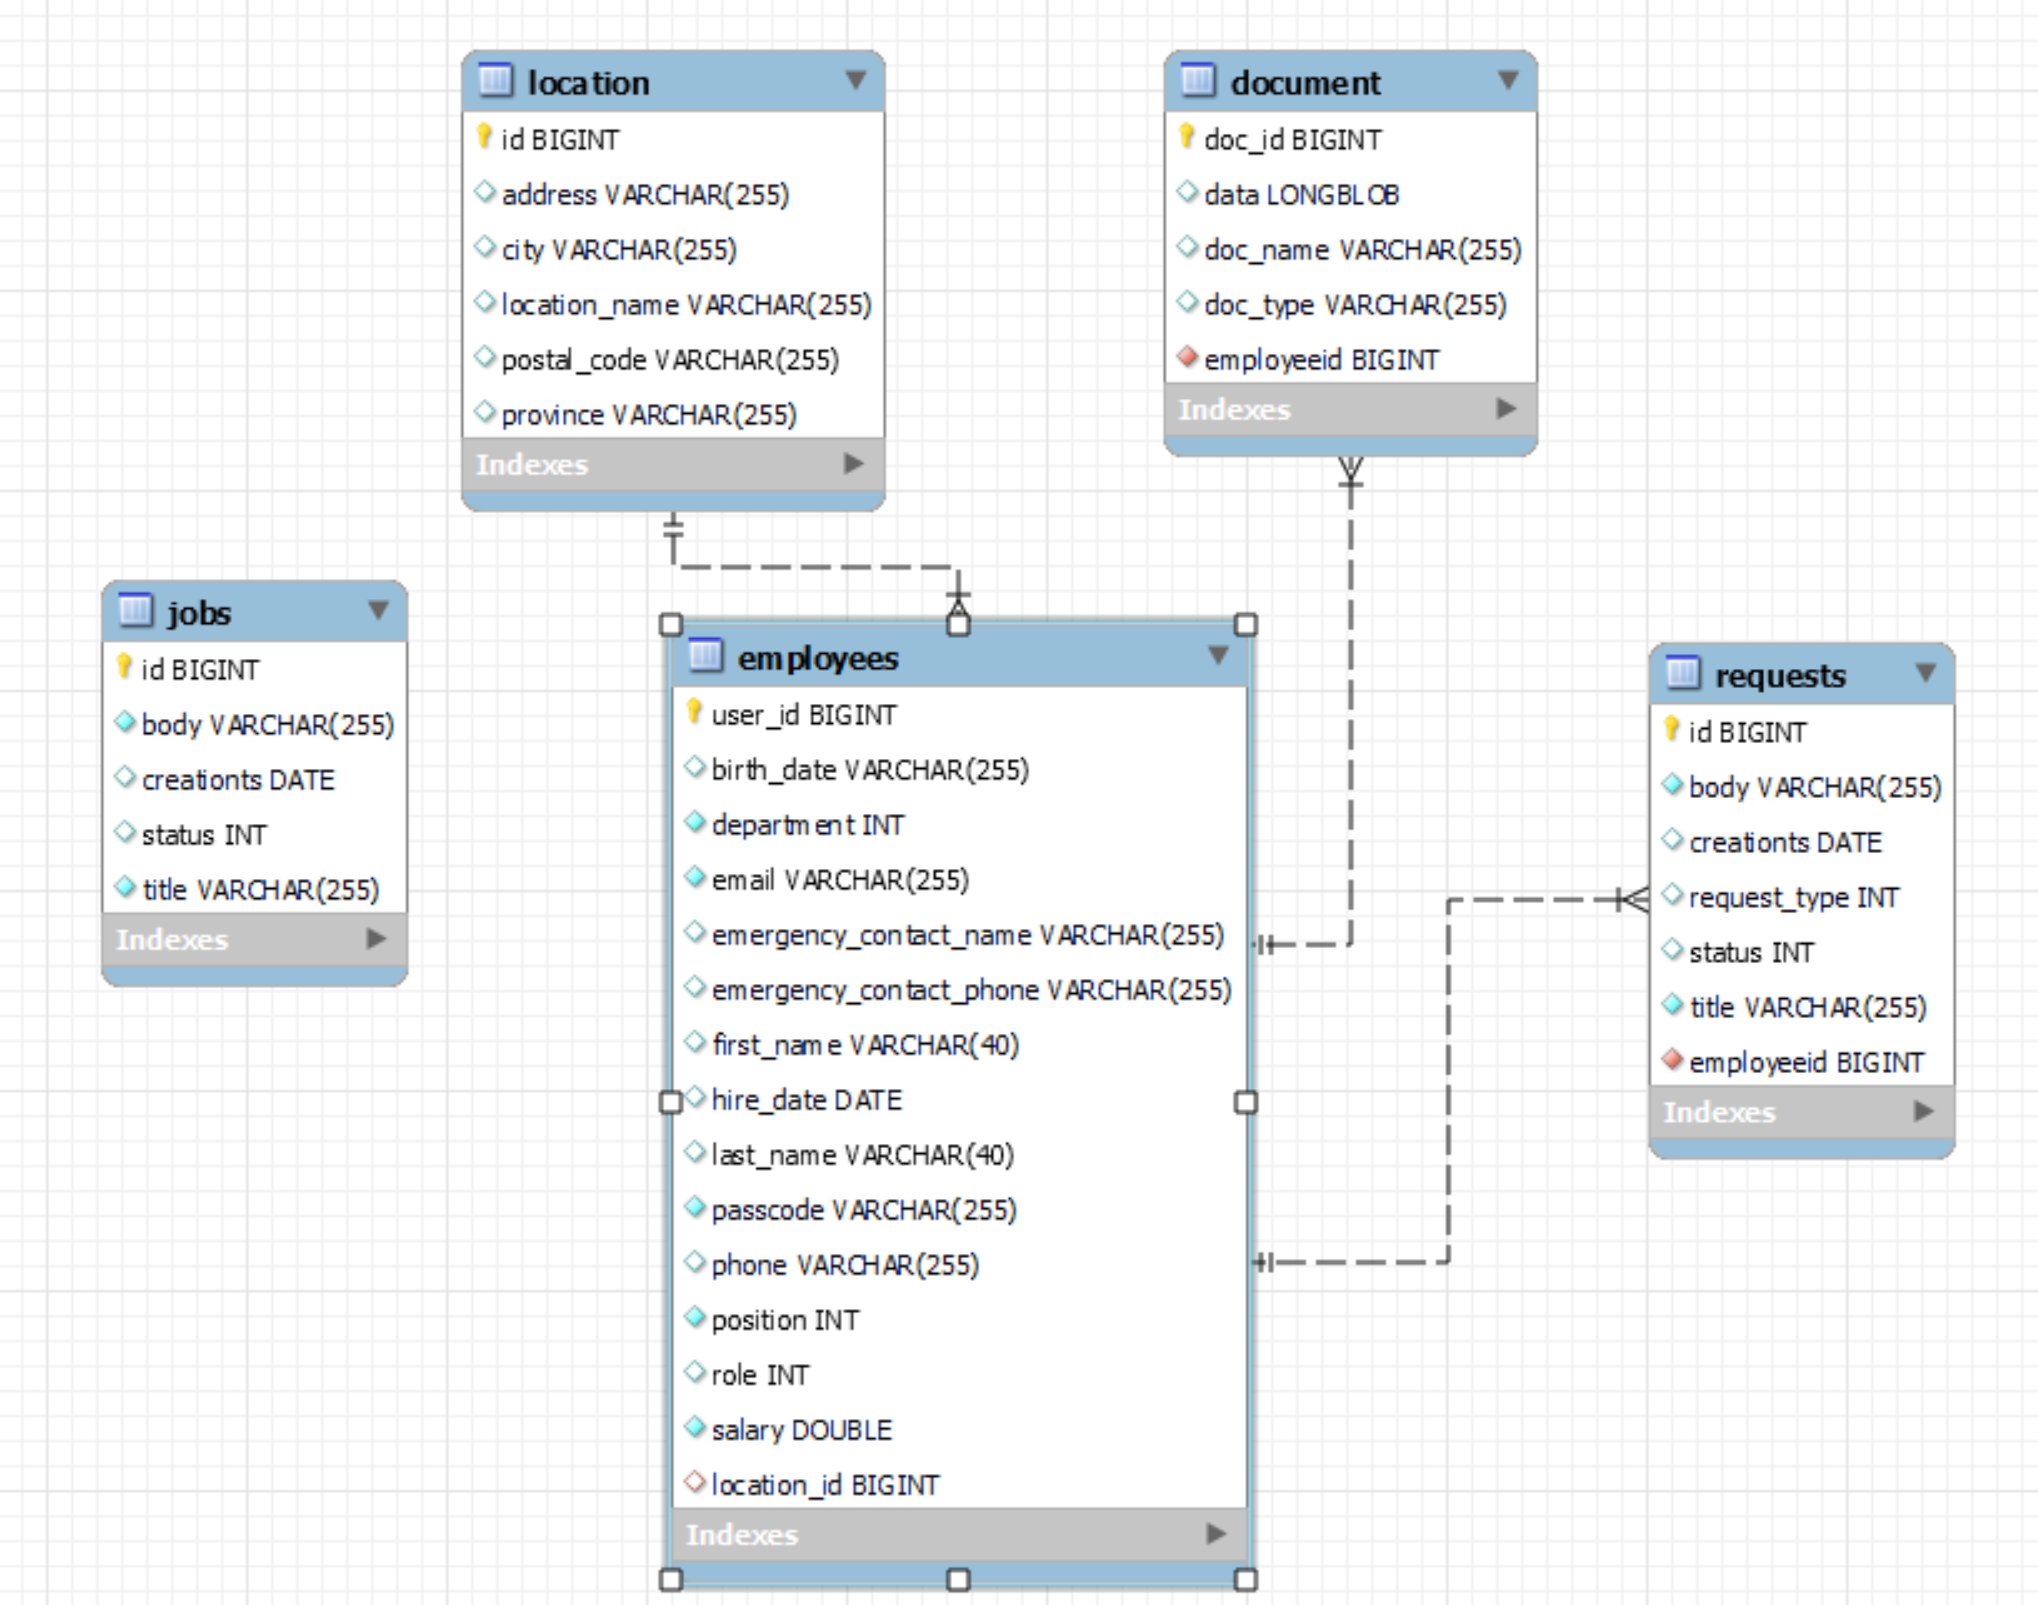 location
id BIGINT
address VARCHAR(255)
city VARCHAR(255)
location_name VARCHAR(255)
postal_code VARCHAR(255)
province VARCHAR(255)
Indexes
document
doc_id BIGINT
data LONGBLOB
doc_name VARCHAR(255)
doc_type VARCHAR(255)
employeeid BIGINT
Indexes
jobs
id BIGINT
body VARCHAR(255)
creationts DATE
status INT
title VARCHAR(255)
Indexes
employees
user_id BIGINT
birth_date VARCHAR(255)
department INT
email VARCHAR(255)
emergency_contact_name VARCHAR(255)
emergency_contact_phone VARCHAR(255)
first_name VARCHAR(40)
hire_date DATE
last_name VARCHAR(40)
passcode VARCHAR(255)
phone VARCHAR(255)
position INT
role INT
salary DOUBLE
location_id BIGINT
Indexes
requests
id BIGINT
body VARCHAR(255)
creationts DATE
request_type INT
status INT
title VARCHAR(255)
employeeid BIGINT
Indexes